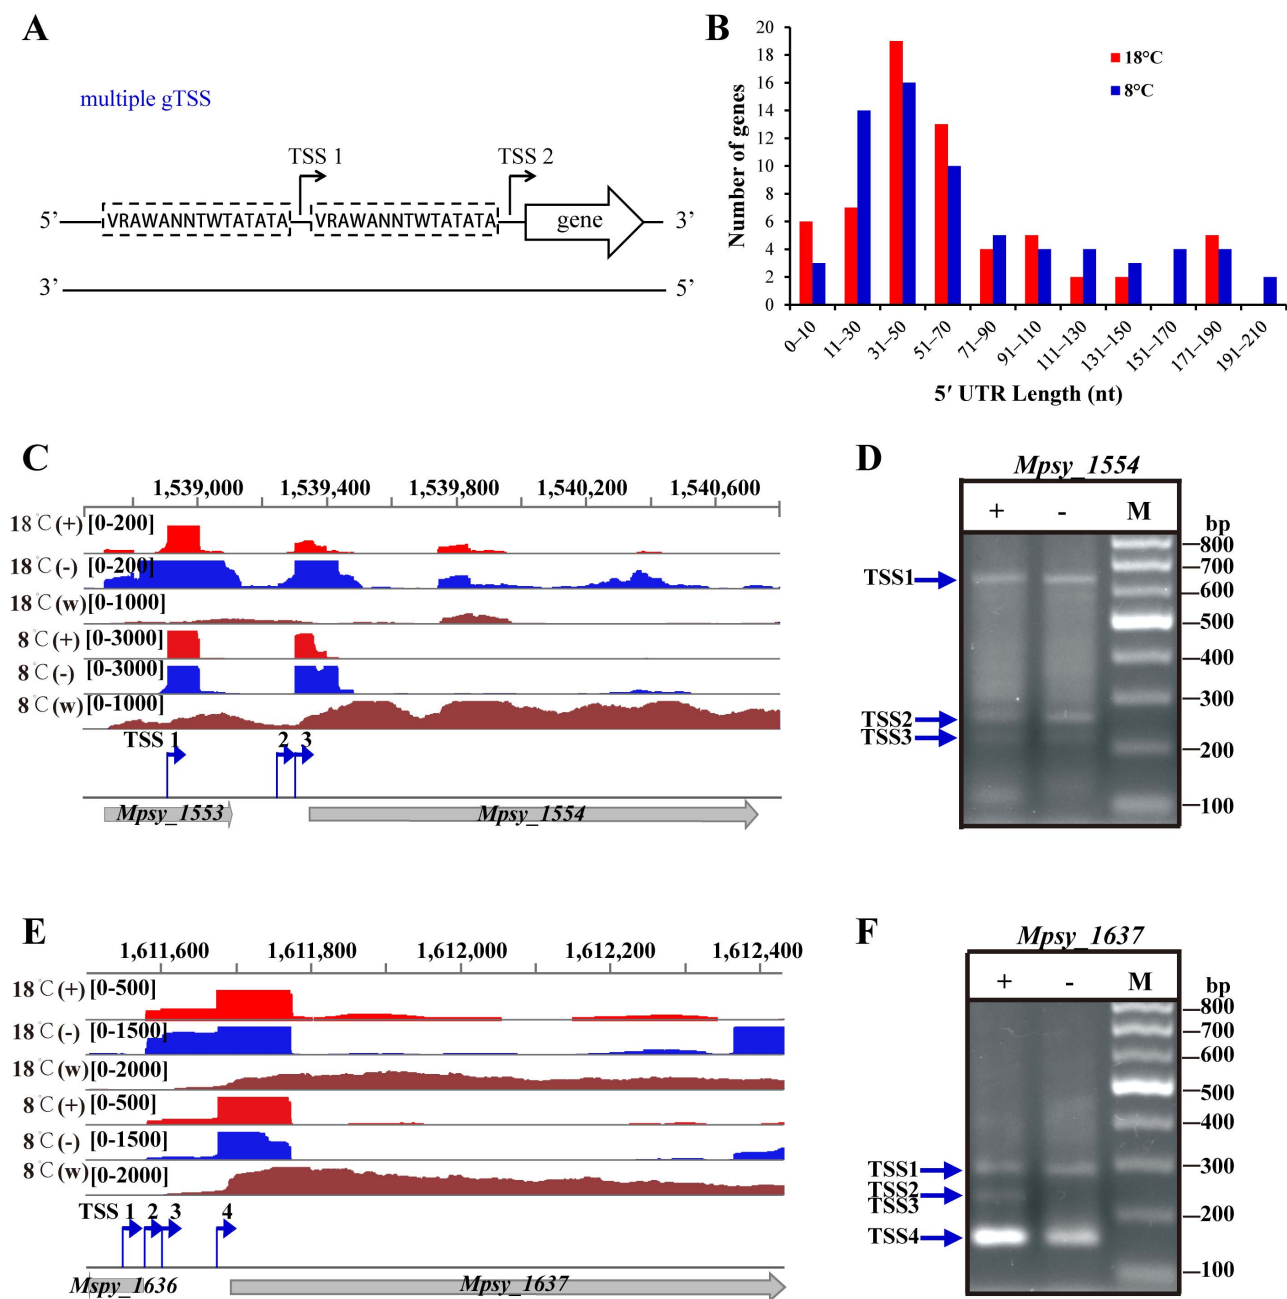 A
multiple gTSS
TSS 1
TSS 2
5’
VRAWANNTWTATATA
VRAWANNTWTATATA
gene
3’
3’
5’
B
Number of genes
20
18
16
14
12
10
8
6
4
2
0
18°C
8°C
0–10
11–30
31–50
51–70
71–90
91–110
111–130
131–150
151–170
171–190
191–210
5′ UTR Length (nt)
C
1,539,000
1,539,400
1,539,800
1,540,200
1,540,600
18℃(+) [0-200]
18℃(-) [0-200]
18℃(w) [0-1000]
8℃(+) [0-3000]
8℃(-) [0-3000]
8℃(w) [0-1000]
TSS 1 2 3
Mpsy_1553
Mpsy_1554
D
Mpsy_1554
+ - M
bp
800
700
600
500
400
300
200
100
TSS1
TSS2
TSS3
E
1,611,600
1,611,800
1,612,000
1,612,200
1,612,400
18℃(+) [0-500]
18℃(-) [0-1500]
18℃(w) [0-2000]
8℃(+) [0-500]
8℃(-) [0-1500]
8℃(w) [0-2000]
TSS 1 2 3 4
Mspy_1636
Mpsy_1637
F
Mpsy_1637
+ - M
bp
800
700
600
500
400
300
200
100
TSS1
TSS2
TSS3
TSS4